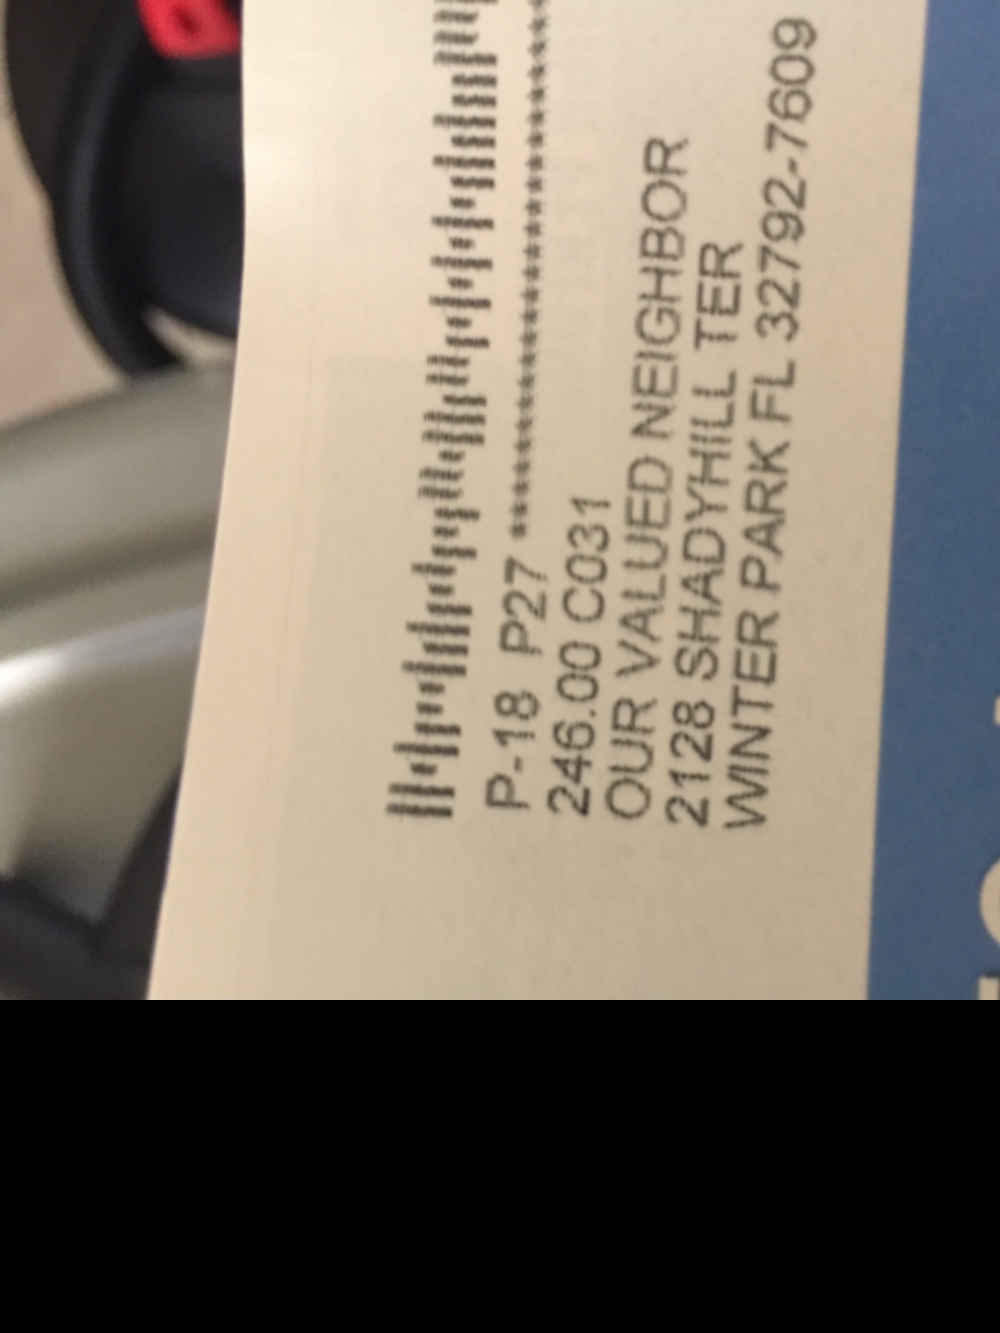 P-18 P27 ************************
246.00 C031
OUR VALUED NEIGHBOR
2128 SHADYHILL TER
WINTER PARK FL 32792-7609